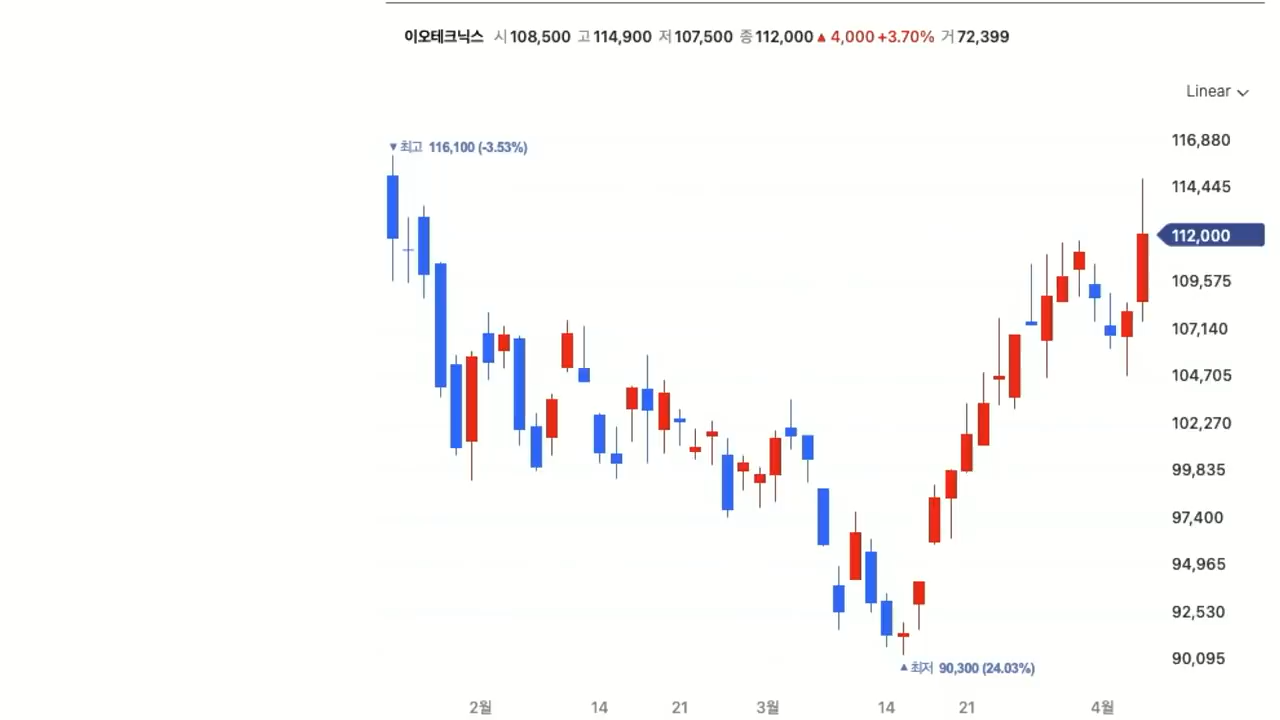 이오테크닉스 시 108,500 고 114,900 저 107,500 종 112,000 ▲ 4,000 +3.70% 거 72,399
Linear
▼최고 116,100 (-3.53%)
116,880
114,445
112,000
109,575
107,140
104,705
102,270
99,835
97,400
94,965
92,530
90,095
▲최저 90,300 (24.03%)
2월 14 21 3월 14 21 4월